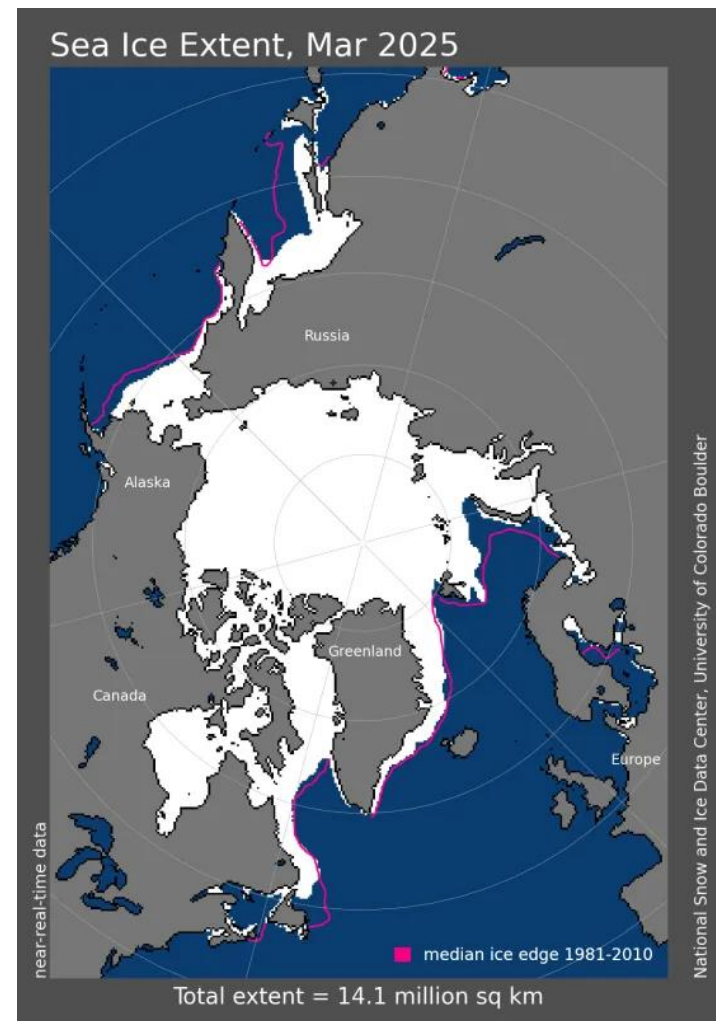 Sea Ice Extent, Mar 2025
Russia
Alaska
Greenland
Canada
Europe
near-real-time data
National Snow and Ice Data Center, University of Colorado Boulder
median ice edge 1981-2010
Total extent = 14.1 million sq km